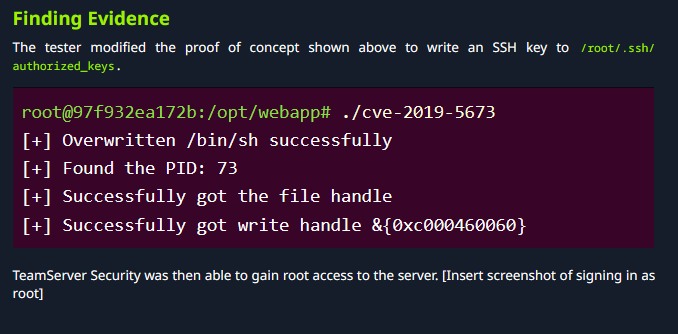 Finding Evidence
The tester modified the proof of concept shown above to write an SSH key to /root/.ssh/
authorized_keys.
root@97f932ea172b:/opt/webapp# ./cve-2019-5673
[+] Overwritten /bin/sh successfully
[+] Found the PID: 73
[+] Successfully got the file handle
[+] Successfully got write handle &{0xc000460060}
TeamServer Security was then able to gain root access to the server. [Insert screenshot of signing in as
root]